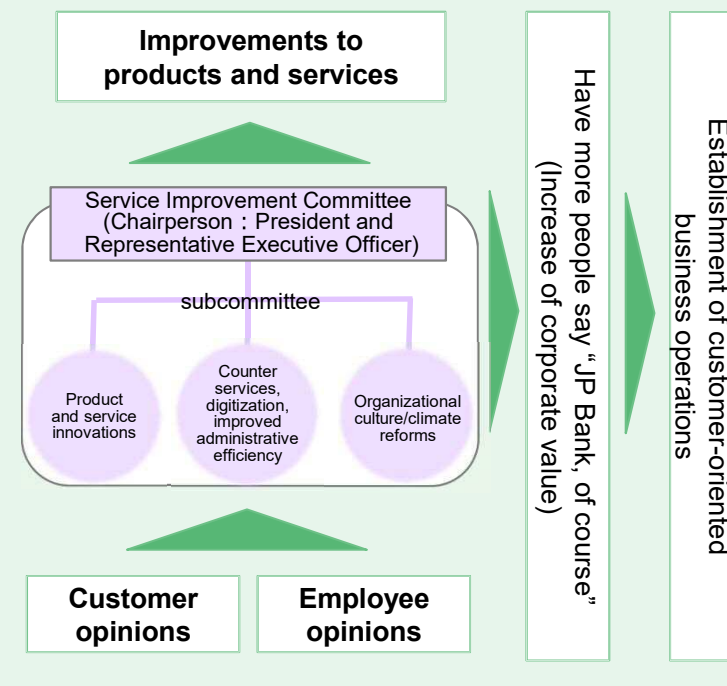 Improvements to
products and services
Service Improvement Committee
(Chairperson : President and
Representative Executive Officer)
subcommittee
Product
and service
innovations
Counter
services,
digitization,
improved
administrative
efficiency
Organizational
culture/climate
reforms
Customer
opinions
Employee
opinions
Have more people say “JP Bank, of course”
(Increase of corporate value)
Establishment of customer-oriented
business operations